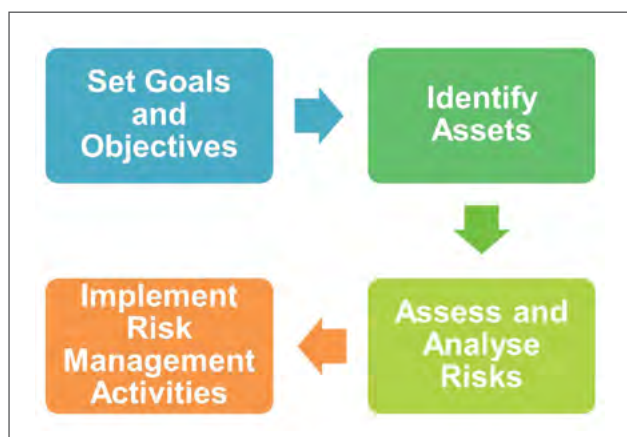 Set Goals
and
Objectives
Identify
Assets
Assess and
Analyse
Risks
Implement
Risk
Management
Activities